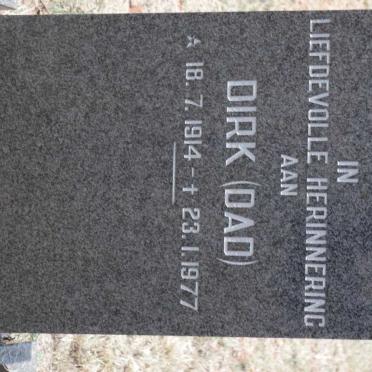 IN
LIEFDEVOLLE HERINNERING
AAN
DIRK (DAD)
☆ 18.7.1914 – ✝ 23.1.1977